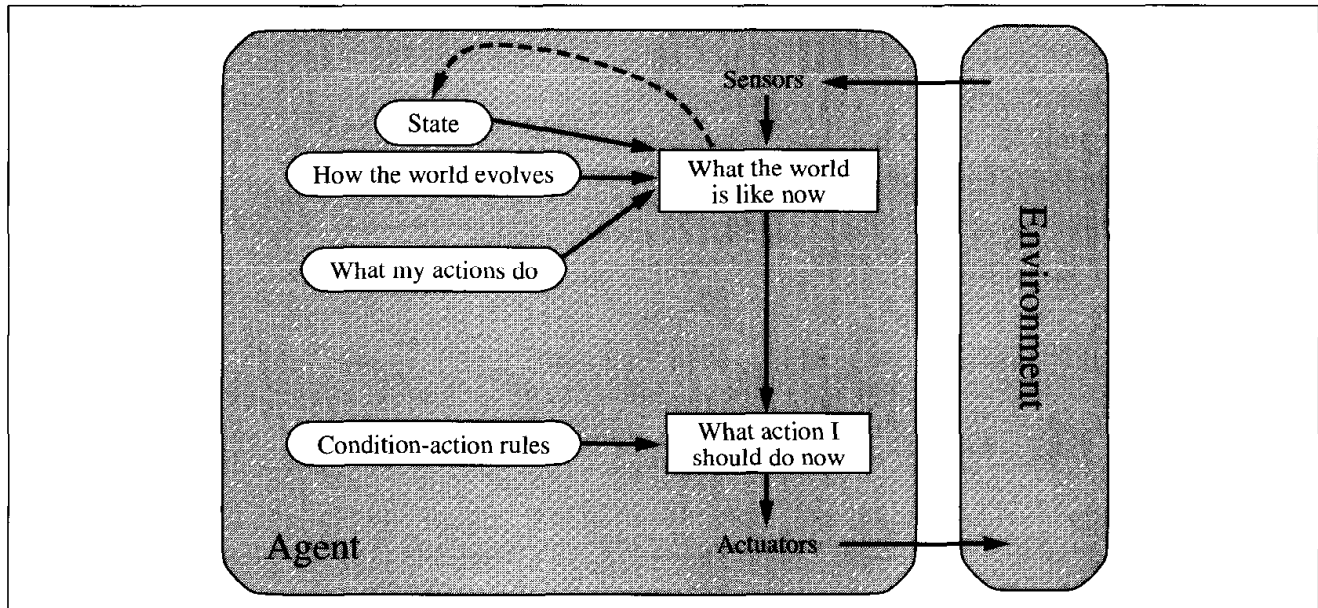 Sensors
State
How the world evolves
What the world
is like now
What my actions do
Environment
Condition-action rules
What action I
should do now
Agent
Actuators